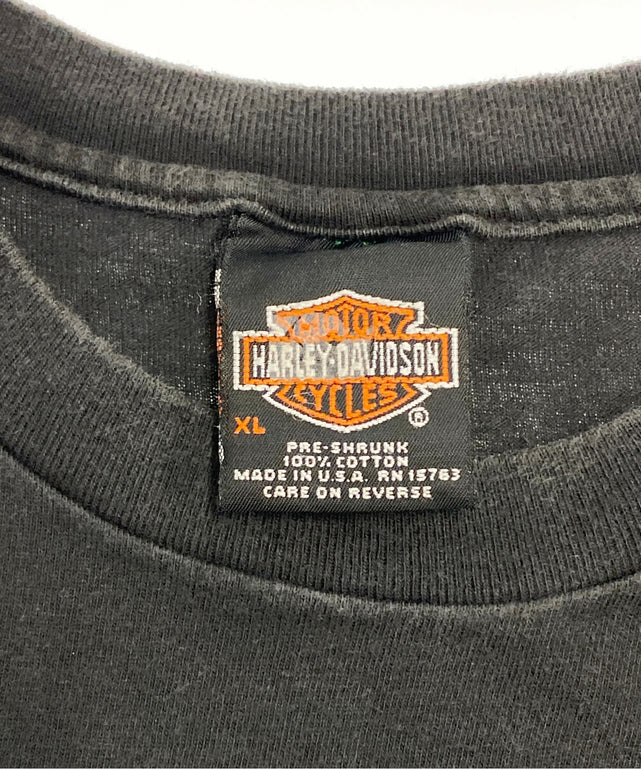 MOTOR
HARLEY-DAVIDSON
CYCLES
®
XL
PRE-SHRUNK
100% COTTON
MADE IN U.S.A. RN 15763
CARE ON REVERSE